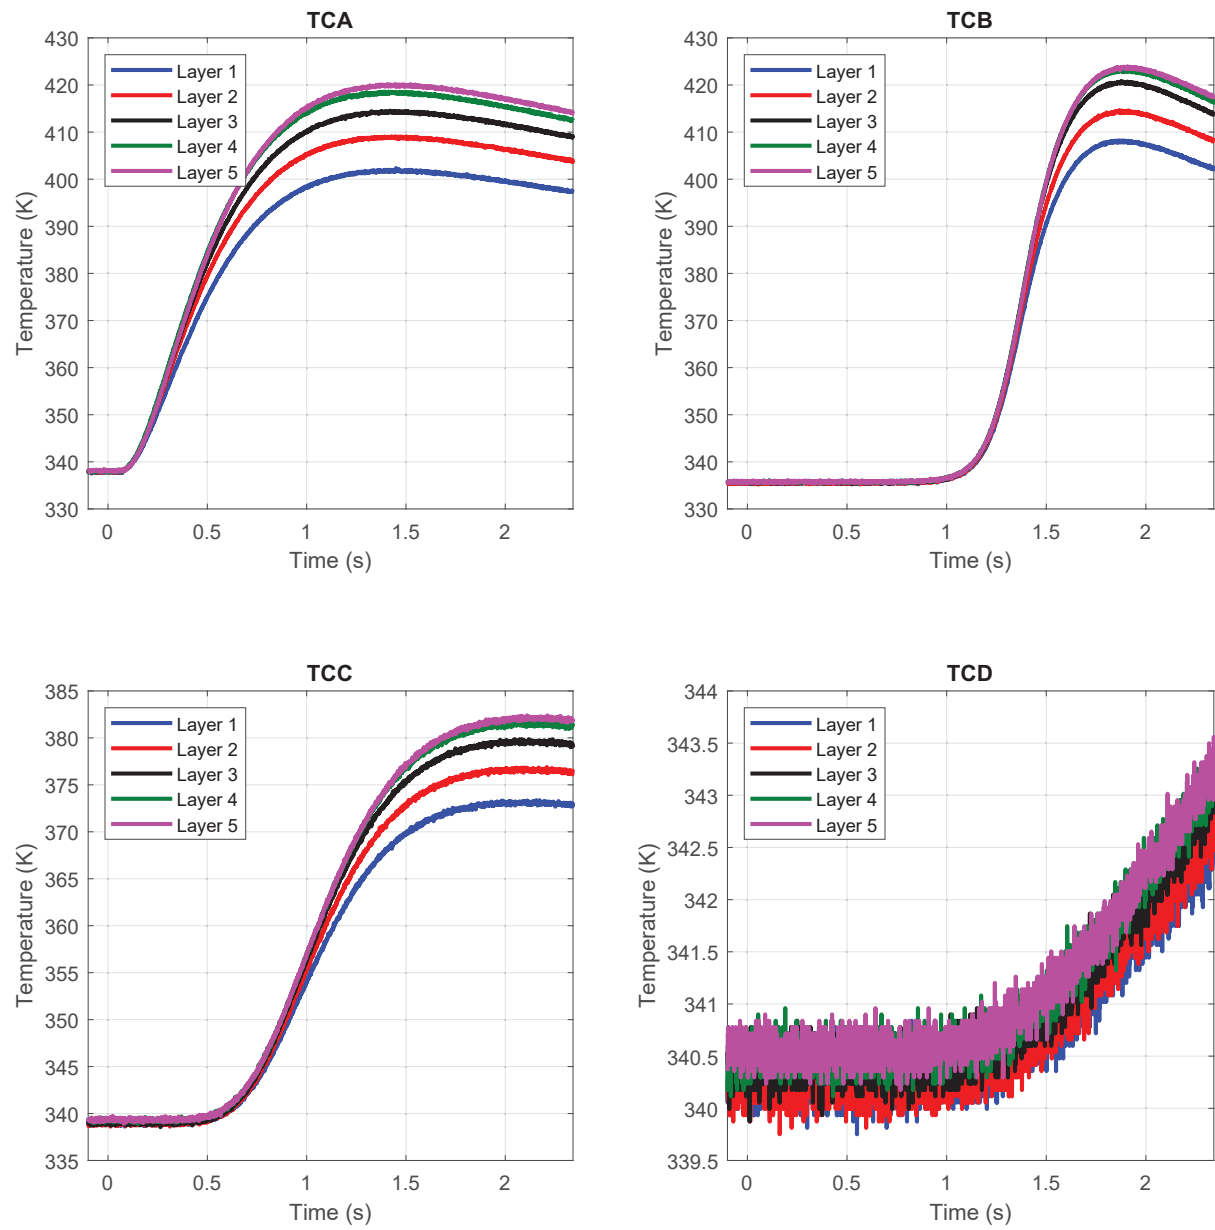 TCA
430
420
410
400
390
380
370
360
350
340
330
Temperature (K)
Layer 1
Layer 2
Layer 3
Layer 4
Layer 5
0 0.5 1 1.5 2
Time (s)
TCB
430
420
410
400
390
380
370
360
350
340
330
Temperature (K)
Layer 1
Layer 2
Layer 3
Layer 4
Layer 5
0 0.5 1 1.5 2
Time (s)
TCC
385
380
375
370
365
360
355
350
345
340
335
Temperature (K)
Layer 1
Layer 2
Layer 3
Layer 4
Layer 5
0 0.5 1 1.5 2
Time (s)
TCD
344
343.5
343
342.5
342
341.5
341
340.5
340
339.5
Temperature (K)
Layer 1
Layer 2
Layer 3
Layer 4
Layer 5
0 0.5 1 1.5 2
Time (s)